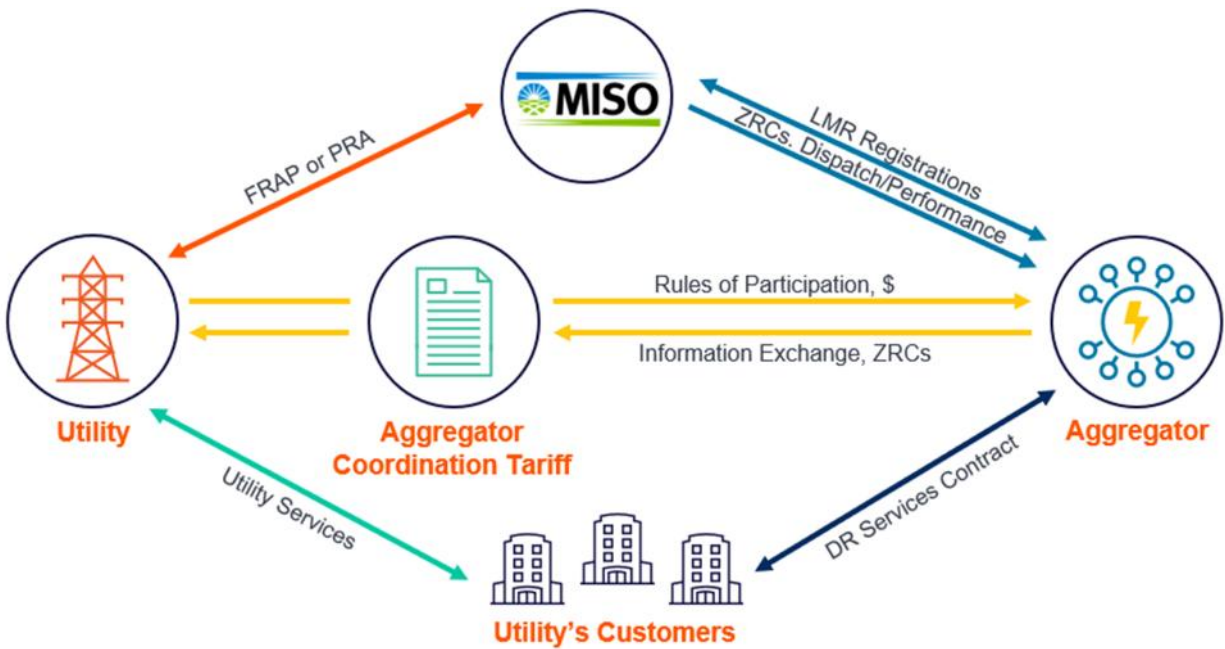 MISO
FRAP or PRA
LMR Registrations
ZRCs. Dispatch/Performance
Rules of Participation, $
Information Exchange, ZRCs
Utility
Aggregator
Coordination Tariff
Aggregator
Utility Services
DR Services Contract
Utility’s Customers